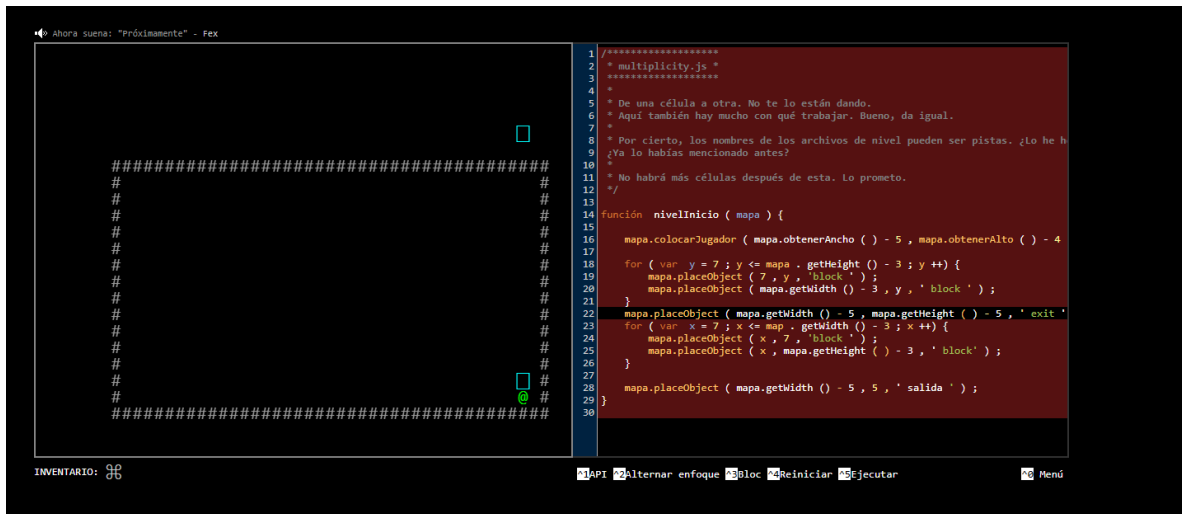 Ahora suena: "Próximamente" - Fex
##########################################
# #
# #
# #
# #
# #
# #
# #
# #
# #
# #
# #
# #
# #
# @ #
##########################################
1 /*******************
2 * multiplicity.js *
3 *******************
4 *
5 * De una célula a otra. No te lo están dando.
6 * Aquí también hay mucho con qué trabajar. Bueno, da igual.
7 *
8 * Por cierto, los nombres de los archivos de nivel pueden ser pistas. ¿Lo he h
9 ¿Ya lo habías mencionado antes?
10 *
11 * No habrá más células después de esta. Lo prometo.
12 */
13
14 función nivelInicio ( mapa ) {
15
16 mapa.colocarJugador ( mapa.obtenerAncho ( ) - 5 , mapa.obtenerAlto ( ) - 4
17
18 for ( var y = 7 ; y <= mapa . getHeight () - 3 ; y ++) {
19 mapa.placeObject ( 7 , y , 'block ' ) ;
20 mapa.placeObject ( mapa.getWidth () - 3 , y , ' block ' ) ;
21 }
22 mapa.placeObject ( mapa.getWidth () - 5 , mapa.getHeight ( ) - 5 , ' exit '
23 for ( var x = 7 ; x <= map . getWidth () - 3 ; x ++) {
24 mapa.placeObject ( x , 7 , 'block ' ) ;
25 mapa.placeObject ( x , mapa.getHeight ( ) - 3 , ' block' ) ;
26 }
27
28 mapa.placeObject ( mapa.getWidth () - 5 , 5 , ' salida ' ) ;
29 }
30
INVENTARIO: ⌘
^1API ^2Alternar enfoque ^3Bloc ^4Reiniciar ^5Ejecutar ^0 Menú